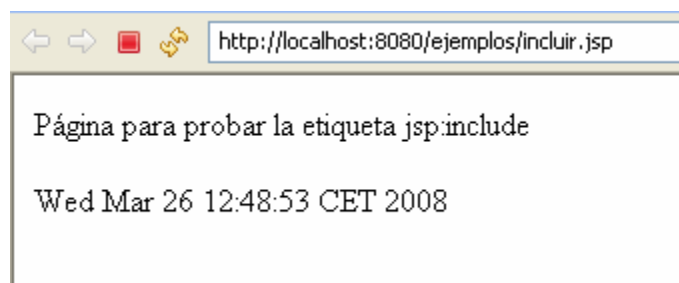 http://localhost:8080/ejemplos/incluir.jsp
Página para probar la etiqueta jsp:include
Wed Mar 26 12:48:53 CET 2008